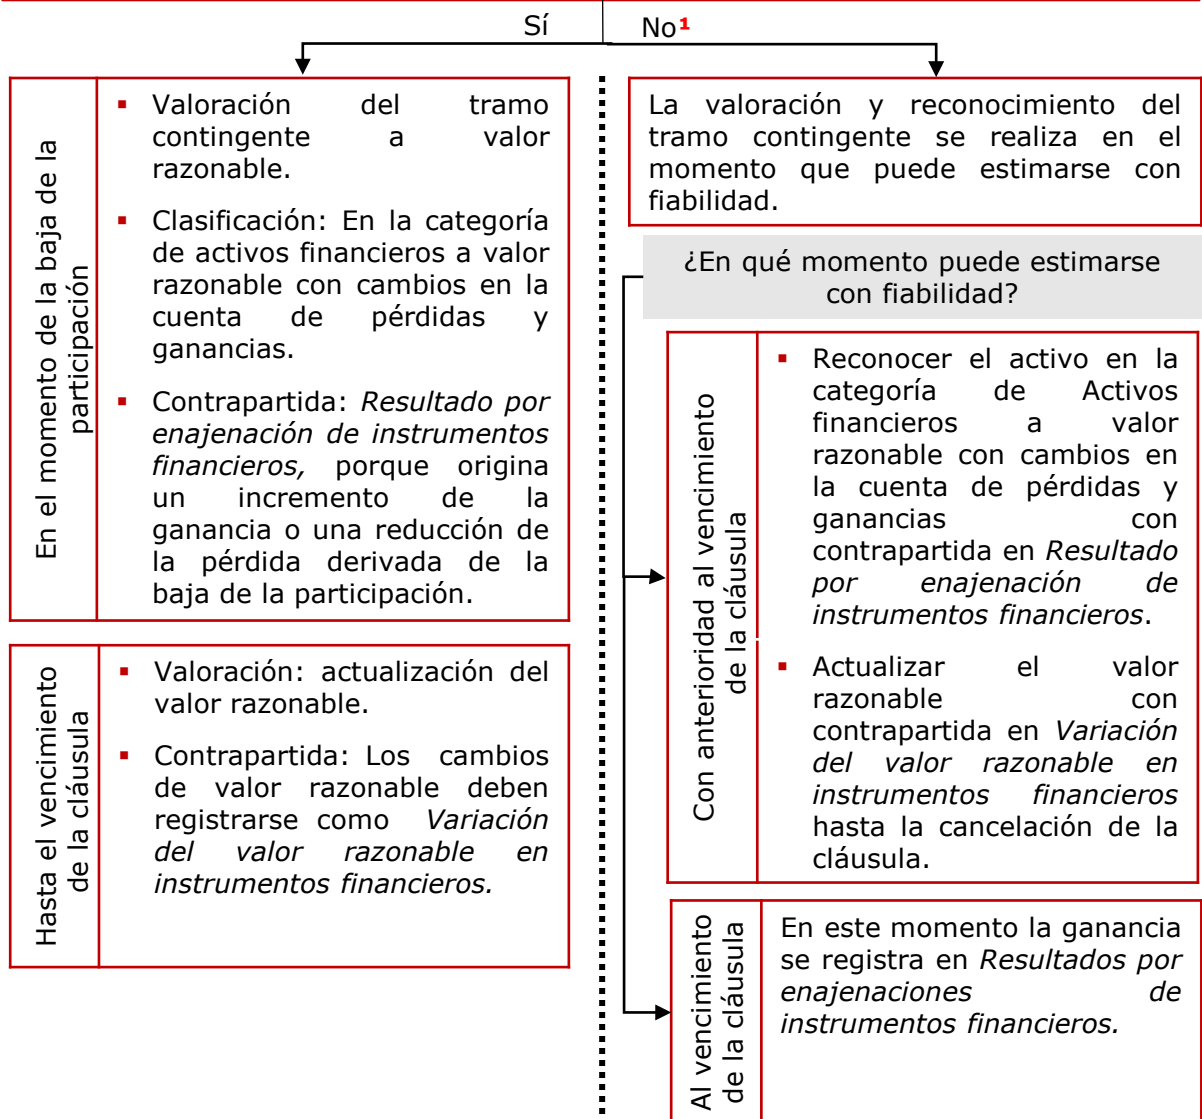 Sí
No¹
En el momento de la baja de la
participación
▪ Valoración del tramo
contingente a valor
razonable.
▪ Clasificación: En la categoría
de activos financieros a valor
razonable con cambios en la
cuenta de pérdidas y
ganancias.
▪ Contrapartida: Resultado por
enajenación de instrumentos
financieros, porque origina
un incremento de la
ganancia o una reducción de
la pérdida derivada de la
baja de la participación.
Hasta el vencimiento
de la cláusula
▪ Valoración: actualización del
valor razonable.
▪ Contrapartida: Los cambios
de valor razonable deben
registrarse como Variación
del valor razonable en
instrumentos financieros.
La valoración y reconocimiento del
tramo contingente se realiza en el
momento que puede estimarse con
fiabilidad.
¿En qué momento puede estimarse
con fiabilidad?
Con anterioridad al vencimiento
de la cláusula
▪ Reconocer el activo en la
categoría de Activos
financieros a valor
razonable con cambios en
la cuenta de pérdidas y
ganancias con
contrapartida en Resultado
por enajenación de
instrumentos financieros.
▪ Actualizar el valor
razonable con
contrapartida en Variación
del valor razonable en
instrumentos financieros
hasta la cancelación de la
cláusula.
Al vencimiento
de la cláusula
En este momento la ganancia
se registra en Resultados por
enajenaciones de
instrumentos financieros.